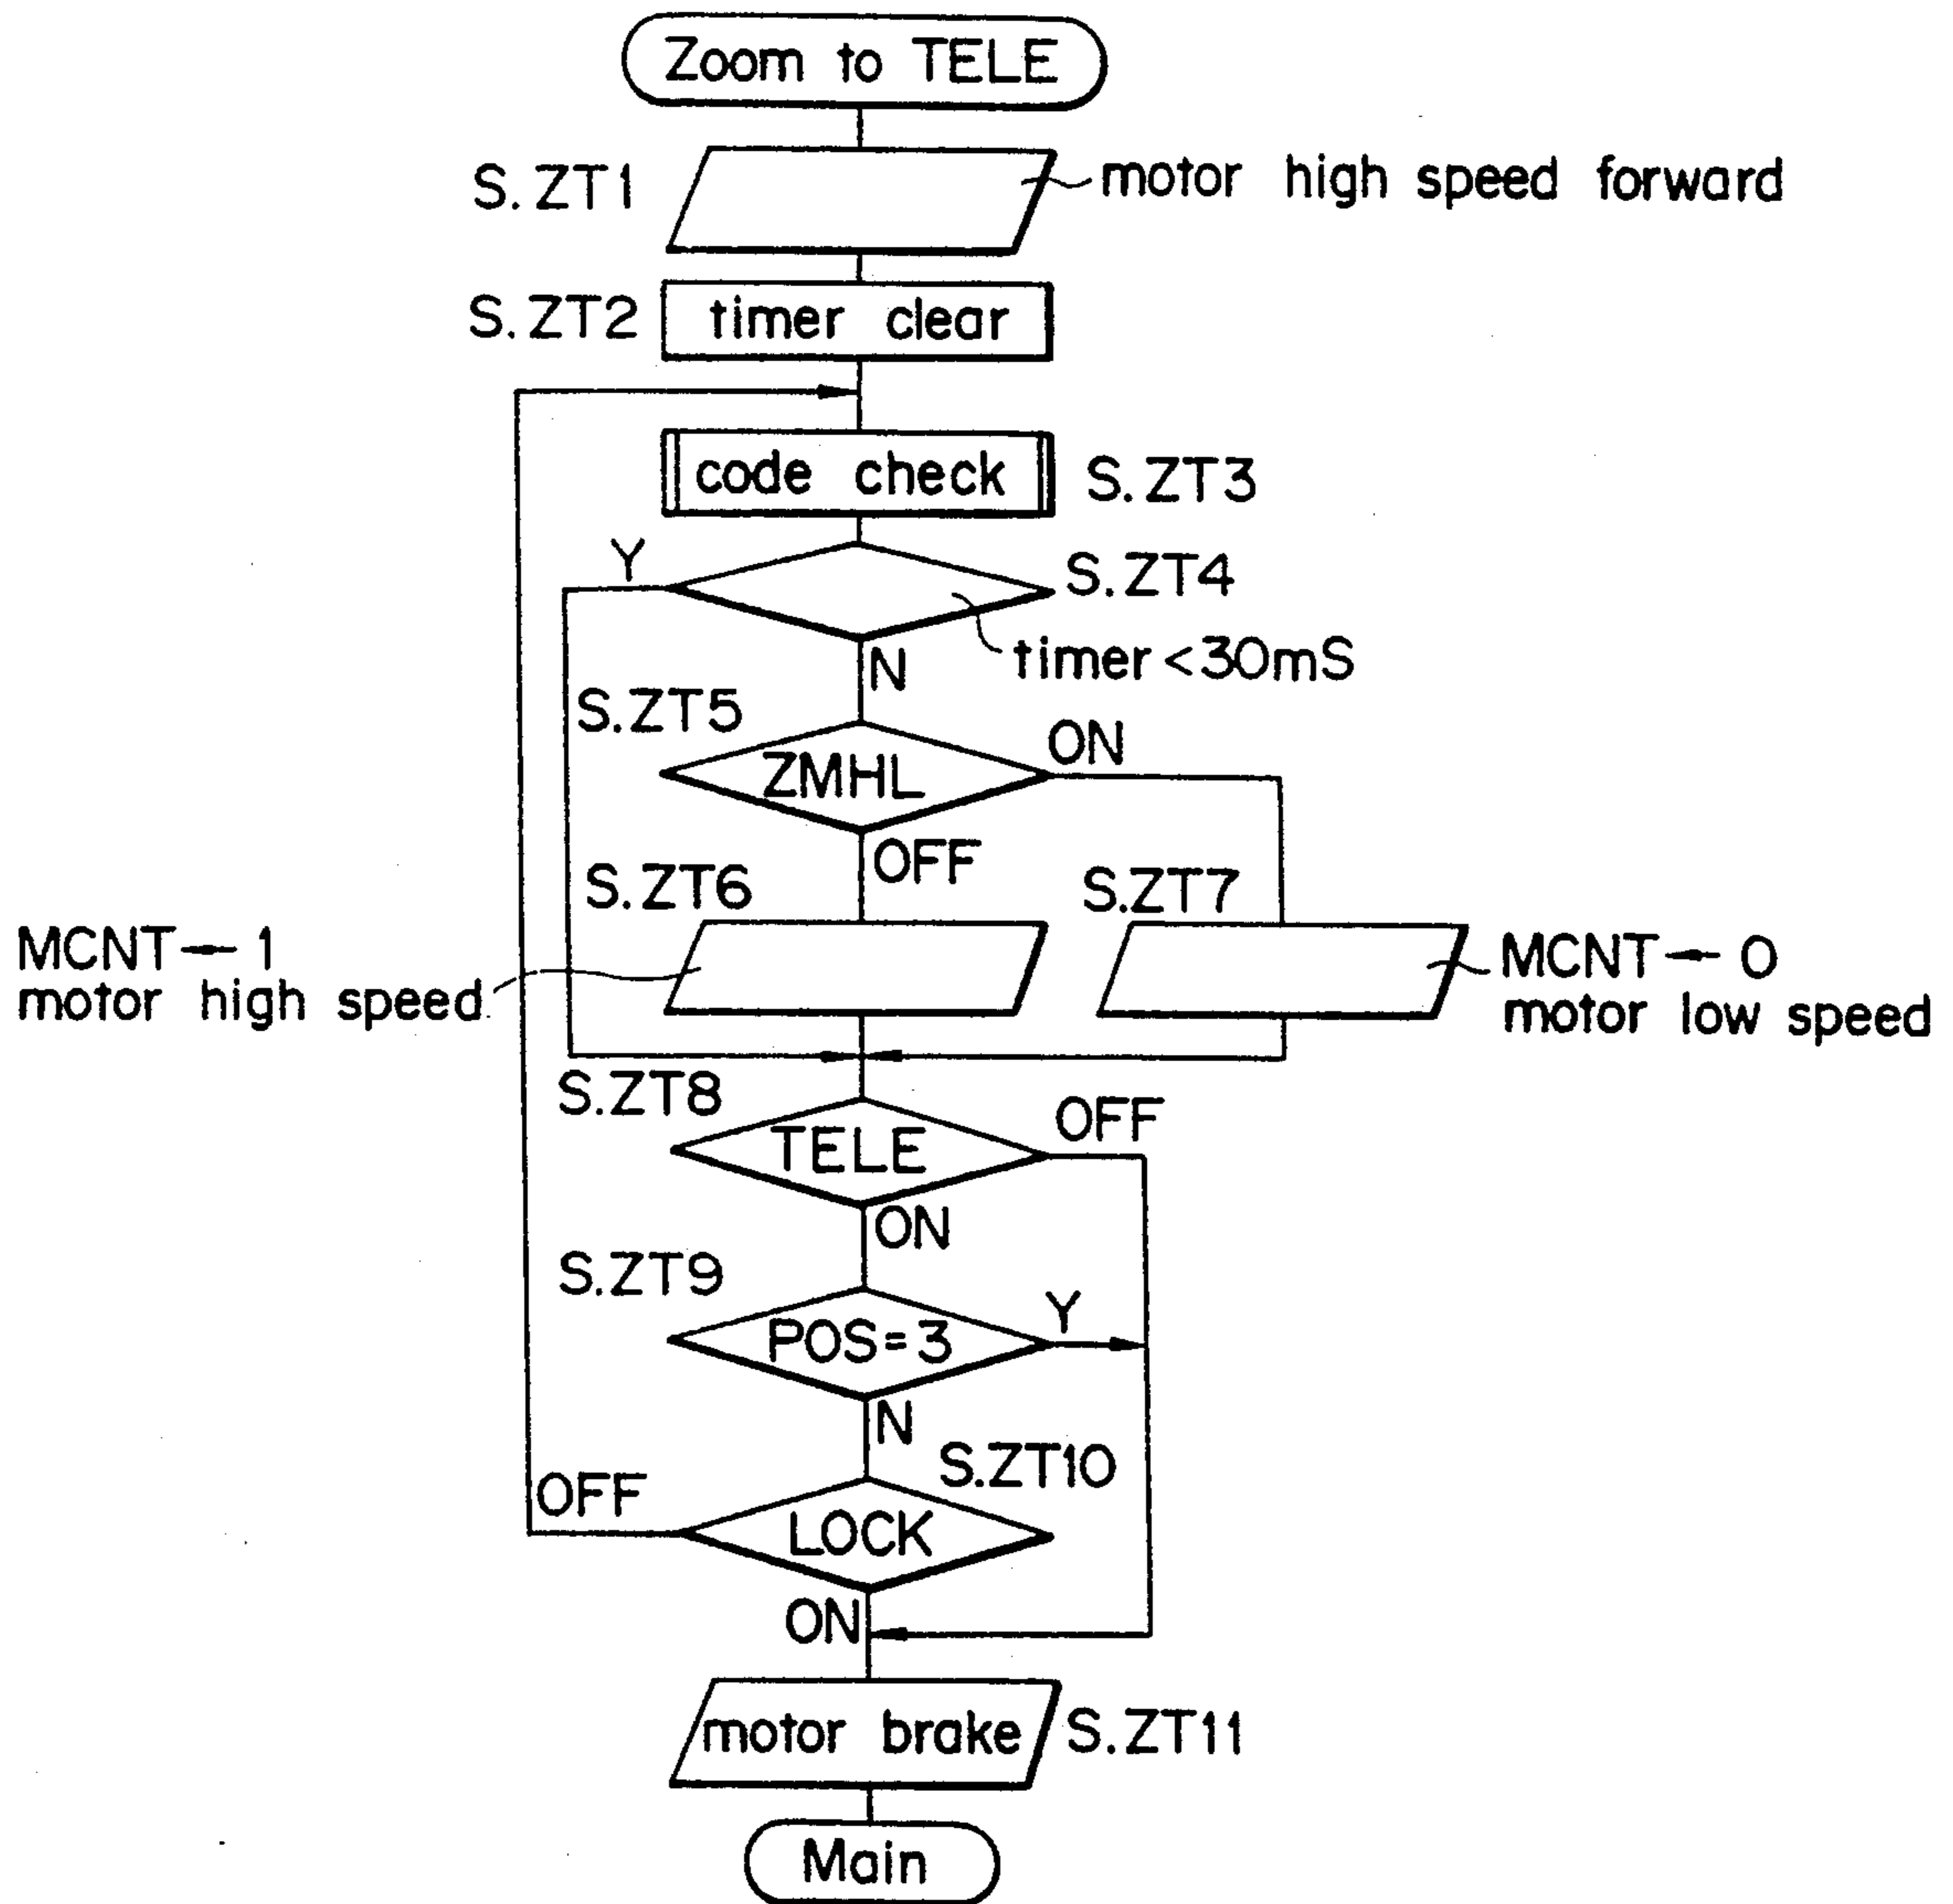 Zoom to TELE
S.ZT1
motor high speed forward
S.ZT2
timer clear
code check
S.ZT3
Y
S.ZT4
timer<30mS
N
S.ZT5
ON
ZMHL
OFF
S.ZT6
S.ZT7
MCNT←1
motor high speed
MCNT←0
motor low speed
S.ZT8
OFF
TELE
ON
S.ZT9
Y
POS=3
N
S.ZT10
OFF
LOCK
ON
motor brake
S.ZT11
Main